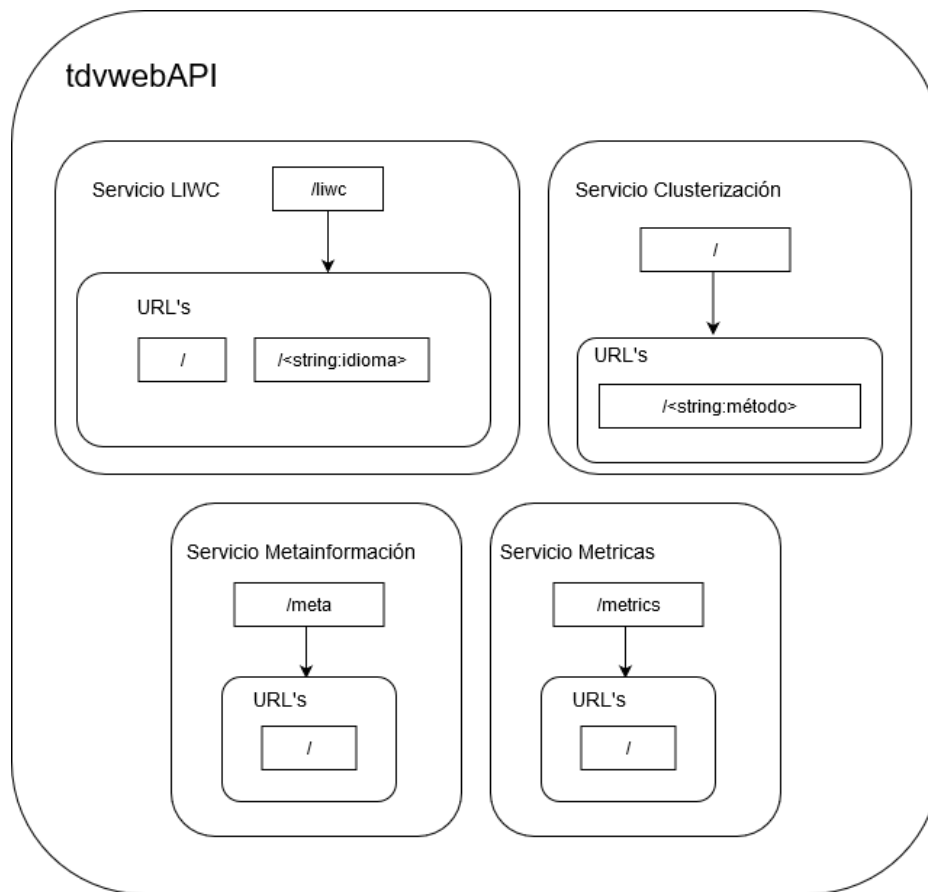 tdvwebAPI
Servicio LIWC
/liwc
URL's
/
/<string:idioma>
Servicio Clusterización
/
URL's
/<string:método>
Servicio Metainformación
/meta
URL's
/
Servicio Metricas
/metrics
URL's
/